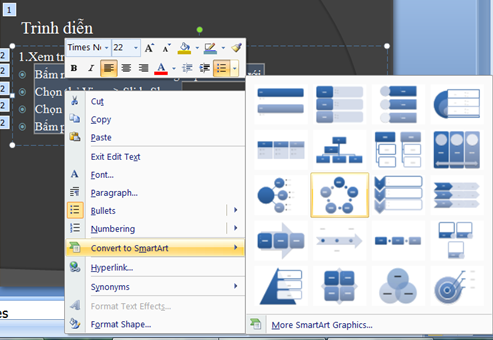 1
Trình diễn
Times N
22
B I
2
1.Xem tr
2
Bấm
2
Chọn
2
Chọn
2
Bấm p
Cut
Copy
Paste
Exit Edit Text
Font...
Paragraph...
Bullets
Numbering
Convert to SmartArt
Hyperlink...
Synonyms
Format Text Effects...
Format Shape...
More SmartArt Graphics...
es